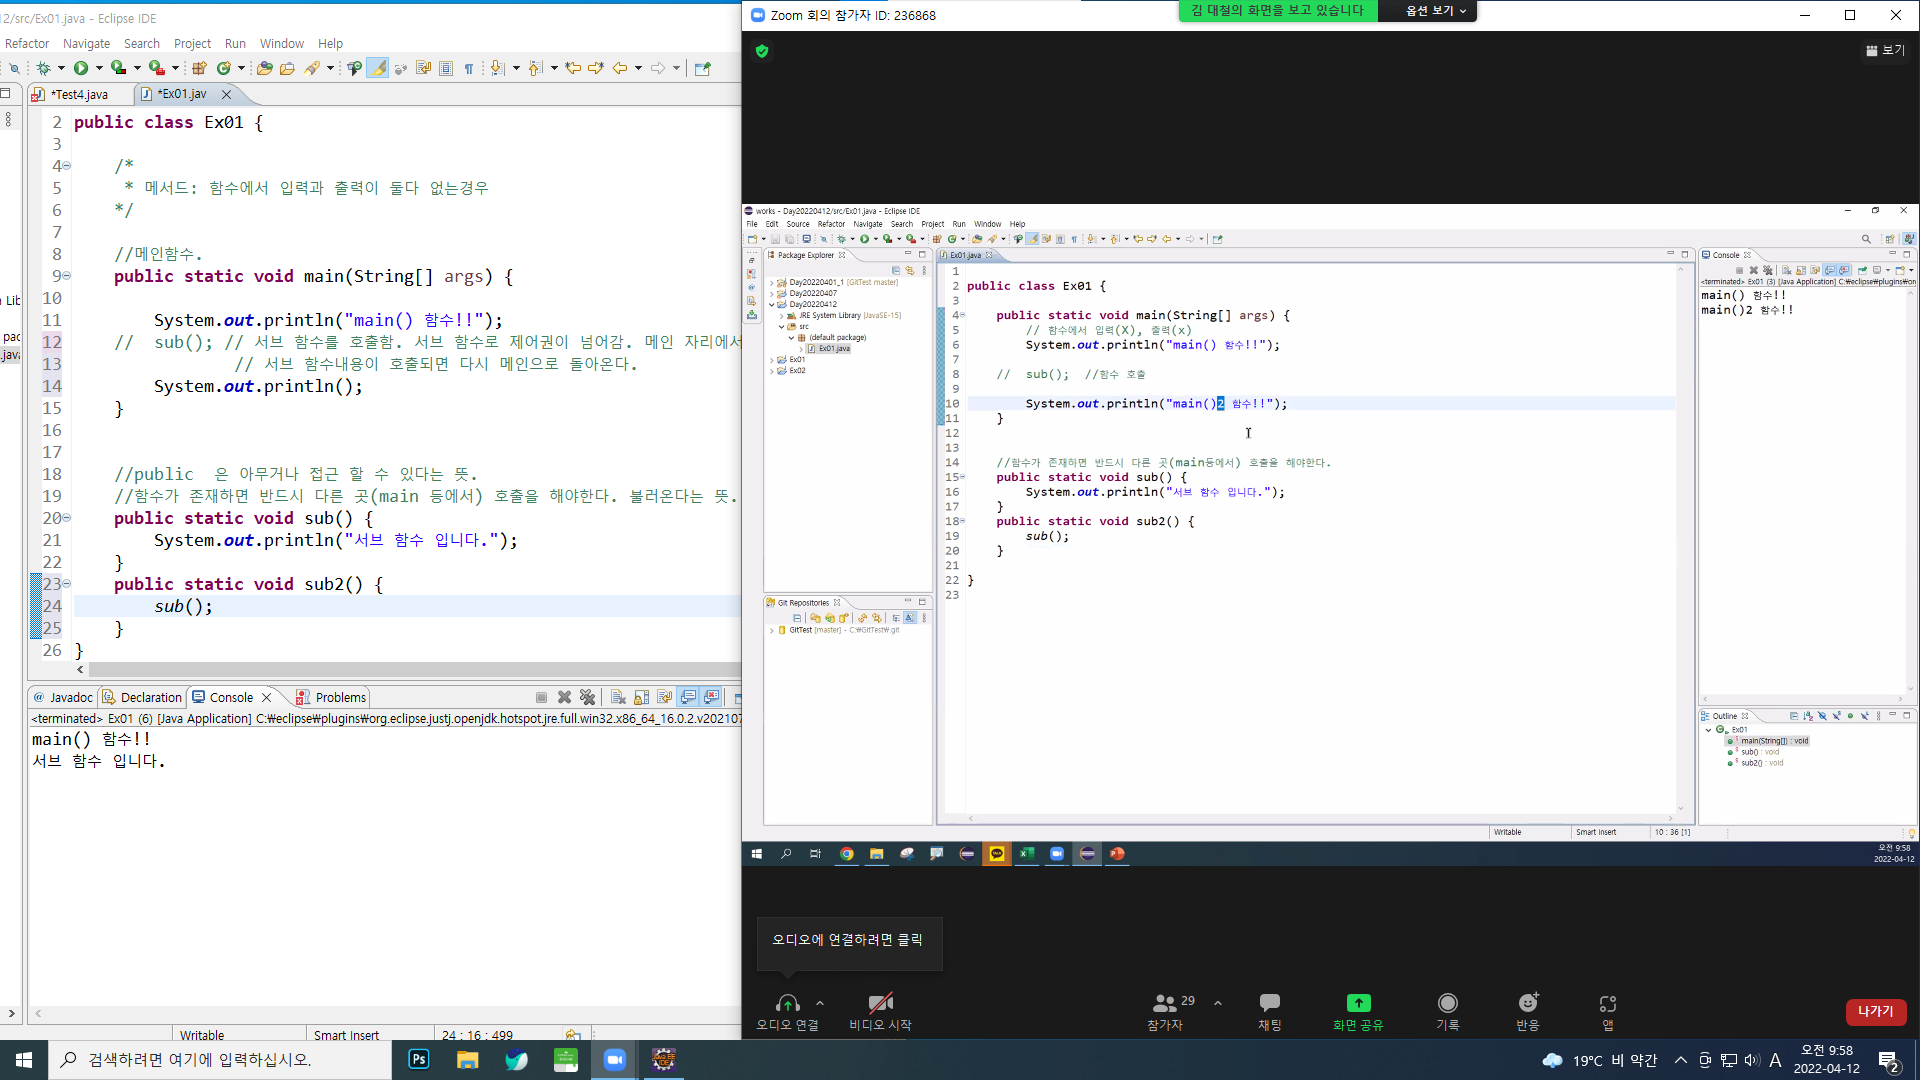 12/src/Ex01.java - Eclipse IDE
Refactor Navigate Search Project Run Window Help
*Test4.java *Ex01.jav
2 public class Ex01 {
3
4 /*
5 * 메서드: 함수에서 입력과 출력이 둘다 없는경우
6 */
7
8 //메인함수.
9 public static void main(String[] args) {
10
11 System.out.println("main() 함수!!");
12 // sub(); // 서브 함수를 호출함. 서브 함수로 제어권이 넘어감. 메인 자리에서
13 // 서브 함수내용이 호출되면 다시 메인으로 돌아온다.
14 System.out.println();
15 }
16
17
18 //public 은 아무거나 접근 할 수 있다는 뜻.
19 //함수가 존재하면 반드시 다른 곳(main 등에서) 호출을 해야한다. 불러온다는 뜻.
20 public static void sub() {
21 System.out.println("서브 함수 입니다.");
22 }
23 public static void sub2() {
24 sub();
25 }
26 }
n Lib
pac
.java
Javadoc Declaration Console Problems
<terminated> Ex01 (6) [Java Application] C:₩eclipse₩plugins₩org.eclipse.justj.openjdk.hotspot.jre.full.win32.x86_64_16.0.2.v202107
main() 함수!!
서브 함수 입니다.
Writable Smart Insert 24 : 16 : 499
Zoom 회의 참가자 ID: 236868
김 대철의 화면을 보고 있습니다 옵션 보기
보기
works - Day20220412/src/Ex01.java - Eclipse IDE
File Edit Source Refactor Navigate Search Project Run Window Help
Package Explorer
Day20220401_1 [GitTest master]
Day20220407
Day20220412
JRE System Library [JavaSE-15]
src
(default package)
Ex01.java
Ex01
Ex02
Git Repositories
GitTest [master] - C:₩GitTest₩.git
Ex01.java
1
2 public class Ex01 {
3
4 public static void main(String[] args) {
5 // 함수에서 입력(X), 출력(x)
6 System.out.println("main() 함수!!");
7
8 // sub(); //함수 호출
9
10 System.out.println("main()2 함수!!");
11 }
12
13
14 //함수가 존재하면 반드시 다른 곳(main등에서) 호출을 해야한다.
15 public static void sub() {
16 System.out.println("서브 함수 입니다.");
17 }
18 public static void sub2() {
19 sub();
20 }
21
22 }
23
Console
<terminated> Ex01 (3) [Java Application] C:₩eclipse₩plugins₩on
main() 함수!!
main()2 함수!!
Outline
Ex01
main(String[]) : void
sub() : void
sub2() : void
Writable Smart Insert 10 : 36 [1]
오전 9:58
2022-04-12
오디오에 연결하려면 클릭
29
오디오 연결 비디오 시작 참가자 채팅 화면 공유 기록 반응 앱 나가기
검색하려면 여기에 입력하십시오.
Ps
19°C 비 약간 A
오전 9:58
2022-04-12
2